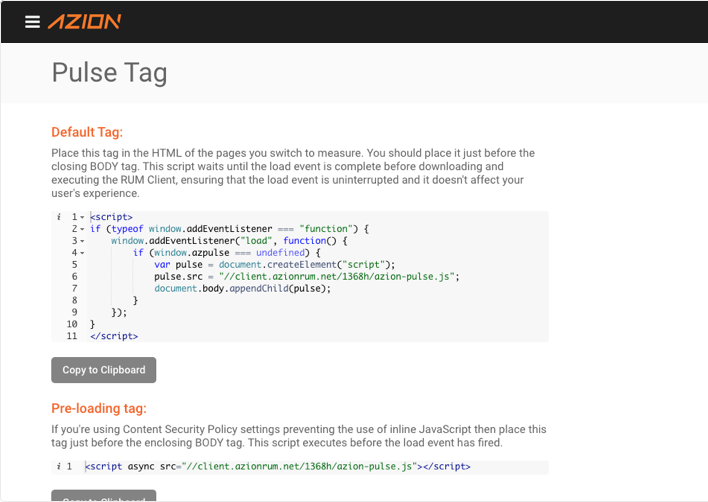 AZION
Pulse Tag
Default Tag:
Place this tag in the HTML of the pages you switch to measure. You should place it just before the
closing BODY tag. This script waits until the load event is complete before downloading and
executing the RUM Client, ensuring that the load event is uninterrupted and it doesn't affect your
user's experience.
i 1 <script>
2 if (typeof window.addEventListener === "function") {
3 window.addEventListener("load", function() {
4 if (window.azpulse === undefined) {
5 var pulse = document.createElement("script");
6 pulse.src = "//client.azionrum.net/1368h/azion-pulse.js";
7 document.body.appendChild(pulse);
8 }
9 });
10 }
11 </script>
Copy to Clipboard
Pre-loading tag:
If you're using Content Security Policy settings preventing the use of inline JavaScript then place this
tag just before the enclosing BODY tag. This script executes before the load event has fired.
i 1 <script async src="//client.azionrum.net/1368h/azion-pulse.js"></script>
Copy to Clipboard